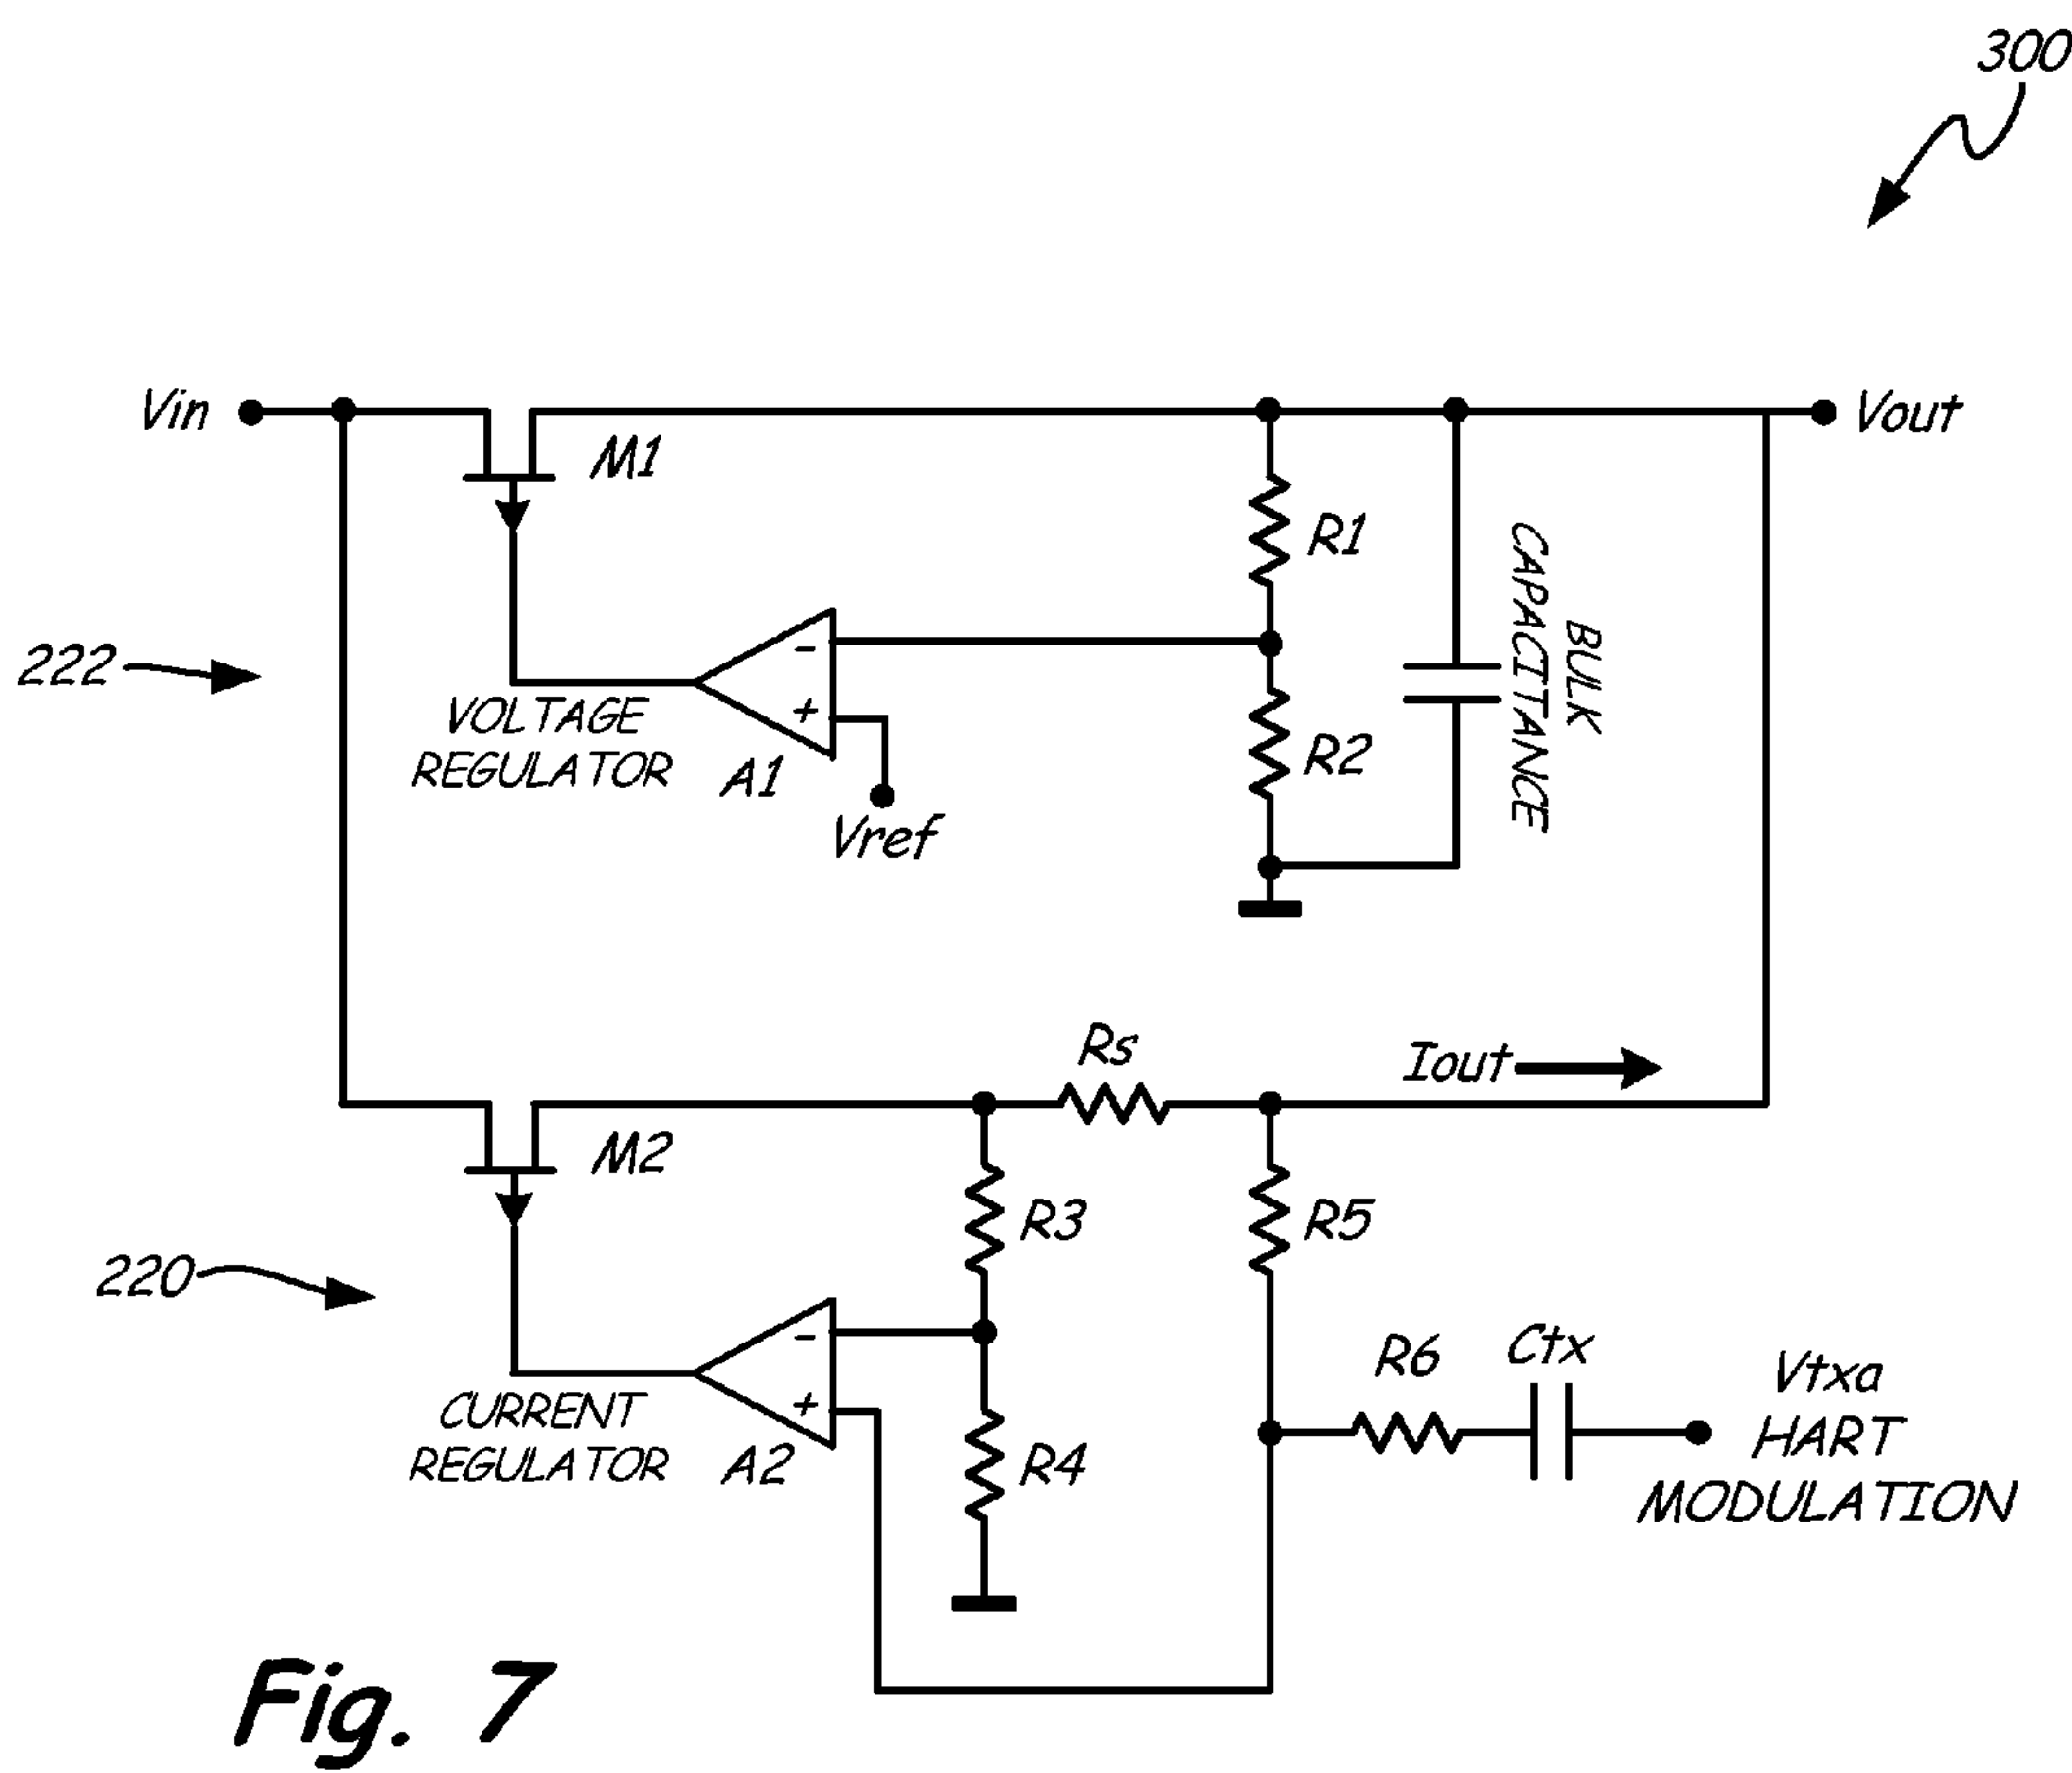 300
Vin
Vout
M1
R1
BULK
CAPACITANCE
222
VOLTAGE
REGULATOR
-
+
A1
Vref
R2
Rs
Iout
M2
R3
R5
220
-
+
CURRENT
REGULATOR
A2
R4
R6
Ctx
Vtxa
HART
MODULATION
Fig. 7